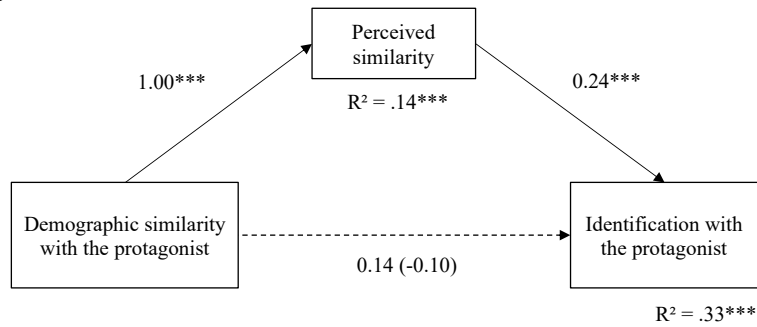 Perceived
similarity
1.00***
0.24***
R² = .14***
Demographic similarity
with the protagonist
Identification with
the protagonist
0.14 (-0.10)
R² = .33***